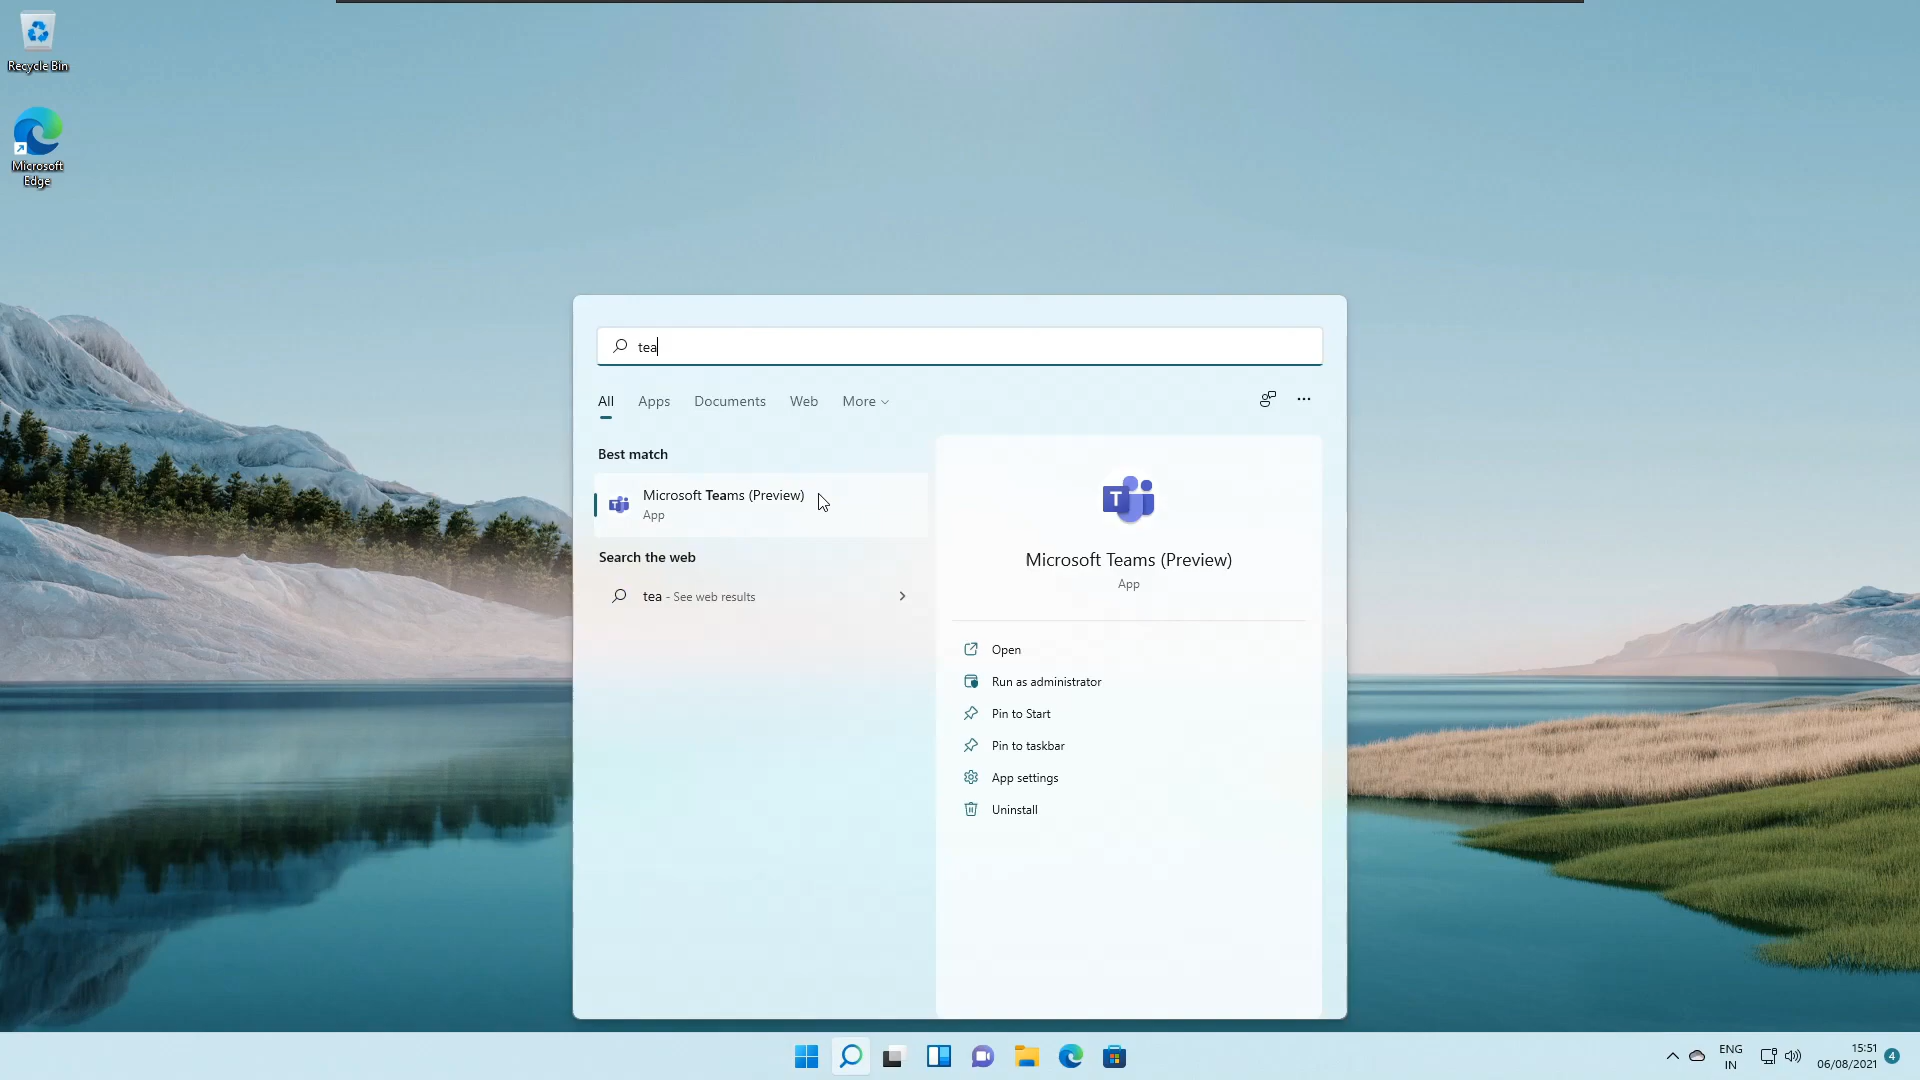 Recycle Bin
Microsoft
Edge
tea
All Apps Documents Web More
Best match
Microsoft Teams (Preview)
App
Search the web
tea - See web results
T
Microsoft Teams (Preview)
App
Open
Run as administrator
Pin to Start
Pin to taskbar
App settings
Uninstall
ENG
IN
15:51
06/08/2021
4